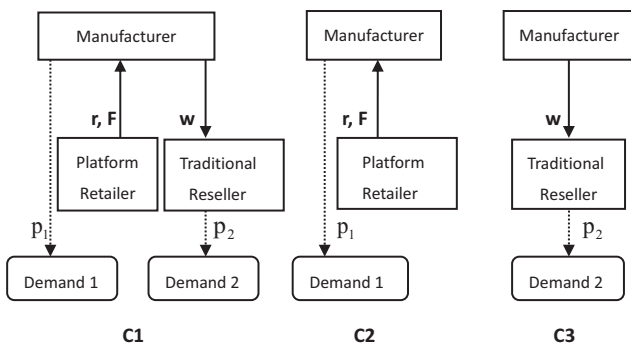 Manufacturer
Manufacturer
Manufacturer
r, F
w
r, F
w
Platform
Retailer
Traditional
Reseller
Platform
Retailer
Traditional
Reseller
p1
p2
p1
p2
Demand 1
Demand 2
Demand 1
Demand 2
C1
C2
C3